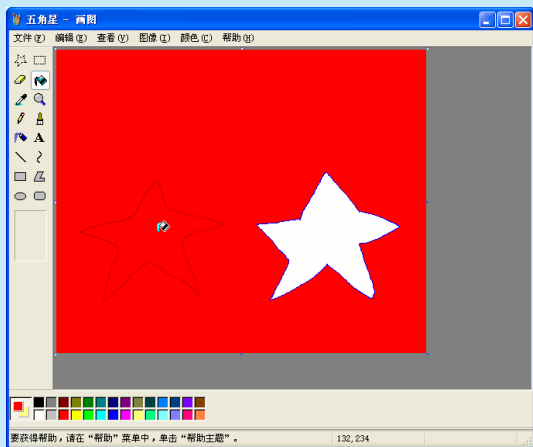 五角星 - 画图
文件(F) 编辑(E) 查看(V) 图像(I) 颜色(C) 帮助(H)
A
要获得帮助，请在“帮助”菜单中，单击“帮助主题”。 132,234